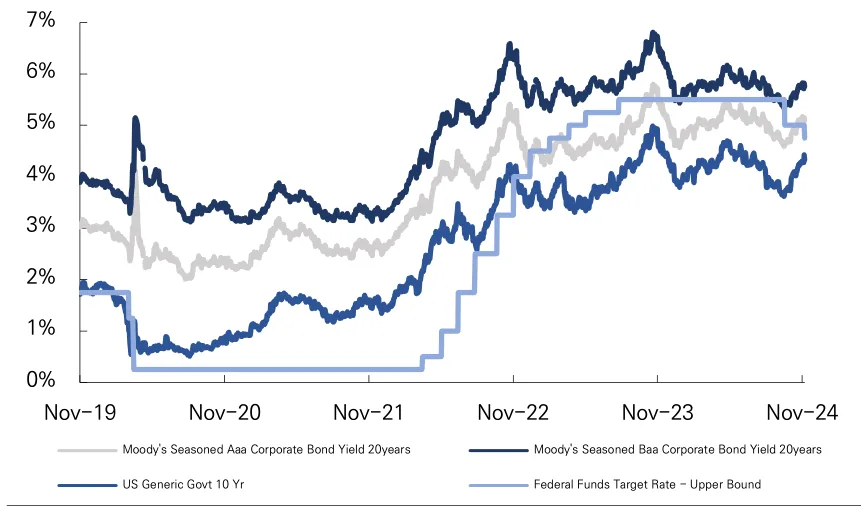 7%
6%
5%
4%
3%
2%
1%
0%
Nov-19 Nov-20 Nov-21 Nov-22 Nov-23 Nov-24
Moody's Seasoned Aaa Corporate Bond Yield 20years Moody's Seasoned Baa Corporate Bond Yield 20years
US Generic Govt 10 Yr Federal Funds Target Rate - Upper Bound